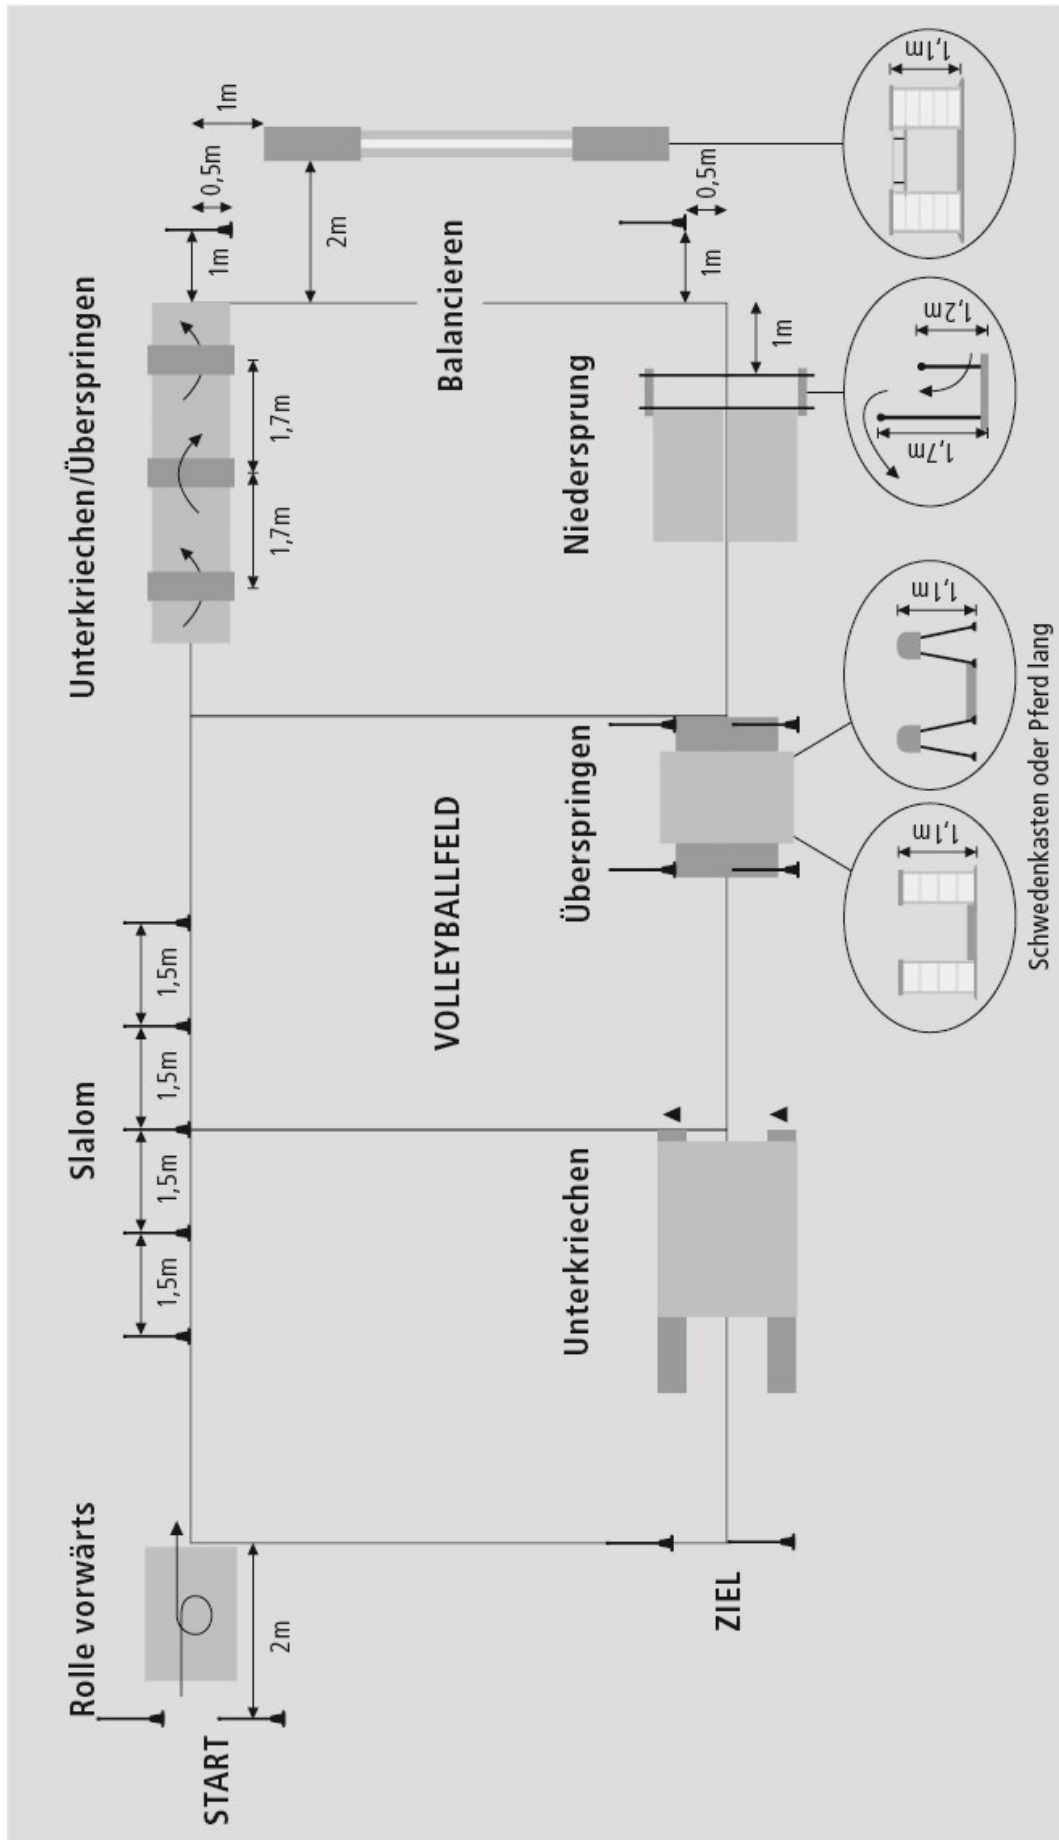 START
Rolle vorwärts
2m
Slalom
1,5m
1,5m
1,5m
1,5m
Unterkriechen/Überspringen
1,7m
1,7m
1m
0,5m
1m
2m
Balancieren
0,5m
1m
1,1m
VOLLEYBALLFELD
Niedersprung
1m
1,7m
1,2m
Überspringen
1,1m
1,1m
Schwedenkasten oder Pferd lang
Unterkriechen
ZIEL